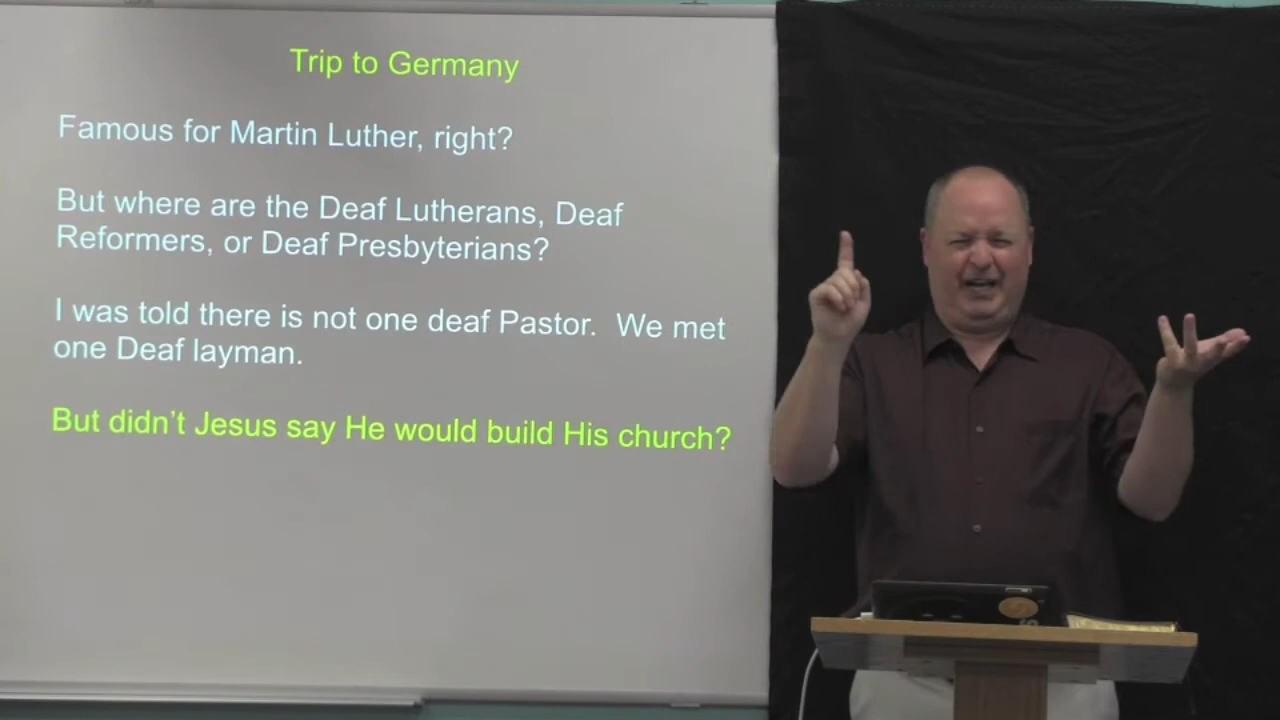 Trip to Germany
Famous for Martin Luther, right?
But where are the Deaf Lutherans, Deaf
Reformers, or Deaf Presbyterians?
I was told there is not one deaf Pastor.  We met
one Deaf layman.
But didn't Jesus say He would build His church?